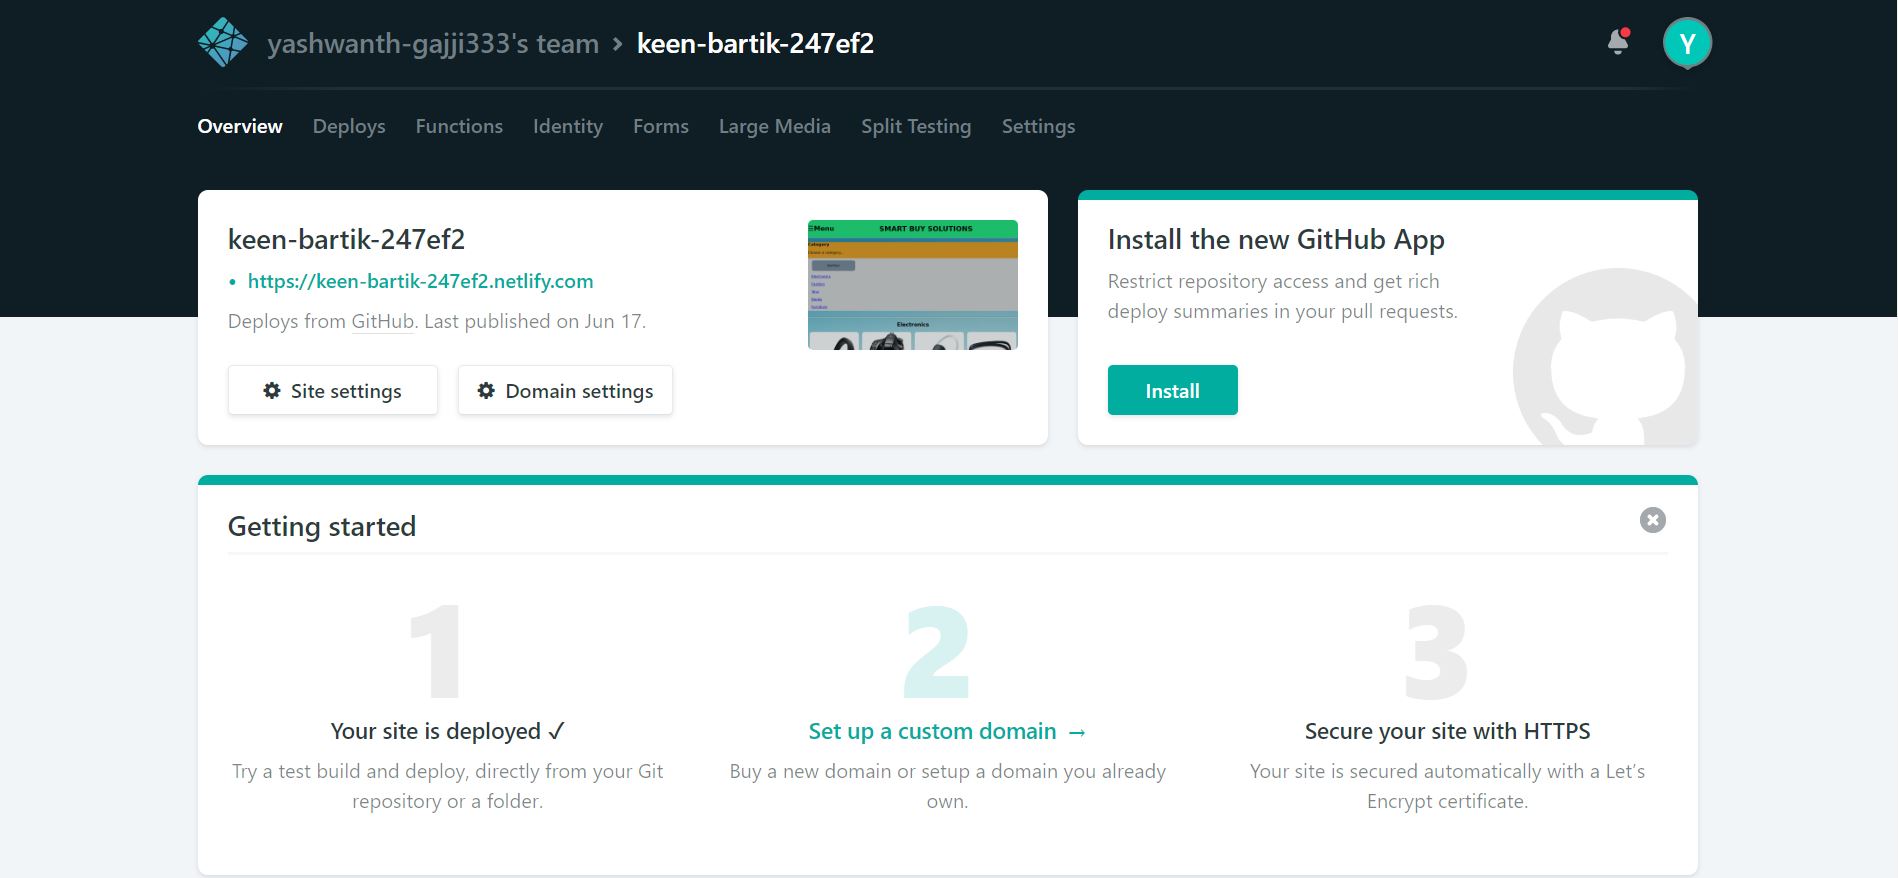 yashwanth-gajji333's team > keen-bartik-247ef2
Y
Overview Deploys Functions Identity Forms Large Media Split Testing Settings
keen-bartik-247ef2
• https://keen-bartik-247ef2.netlify.com
Deploys from GitHub. Last published on Jun 17.
Site settings
Domain settings
Menu SMART BUY SOLUTIONS
Category
Electronics
Install the new GitHub App
Restrict repository access and get rich
deploy summaries in your pull requests.
Install
Getting started
1
Your site is deployed ✓
Try a test build and deploy, directly from your Git
repository or a folder.
2
Set up a custom domain →
Buy a new domain or setup a domain you already
own.
3
Secure your site with HTTPS
Your site is secured automatically with a Let’s
Encrypt certificate.